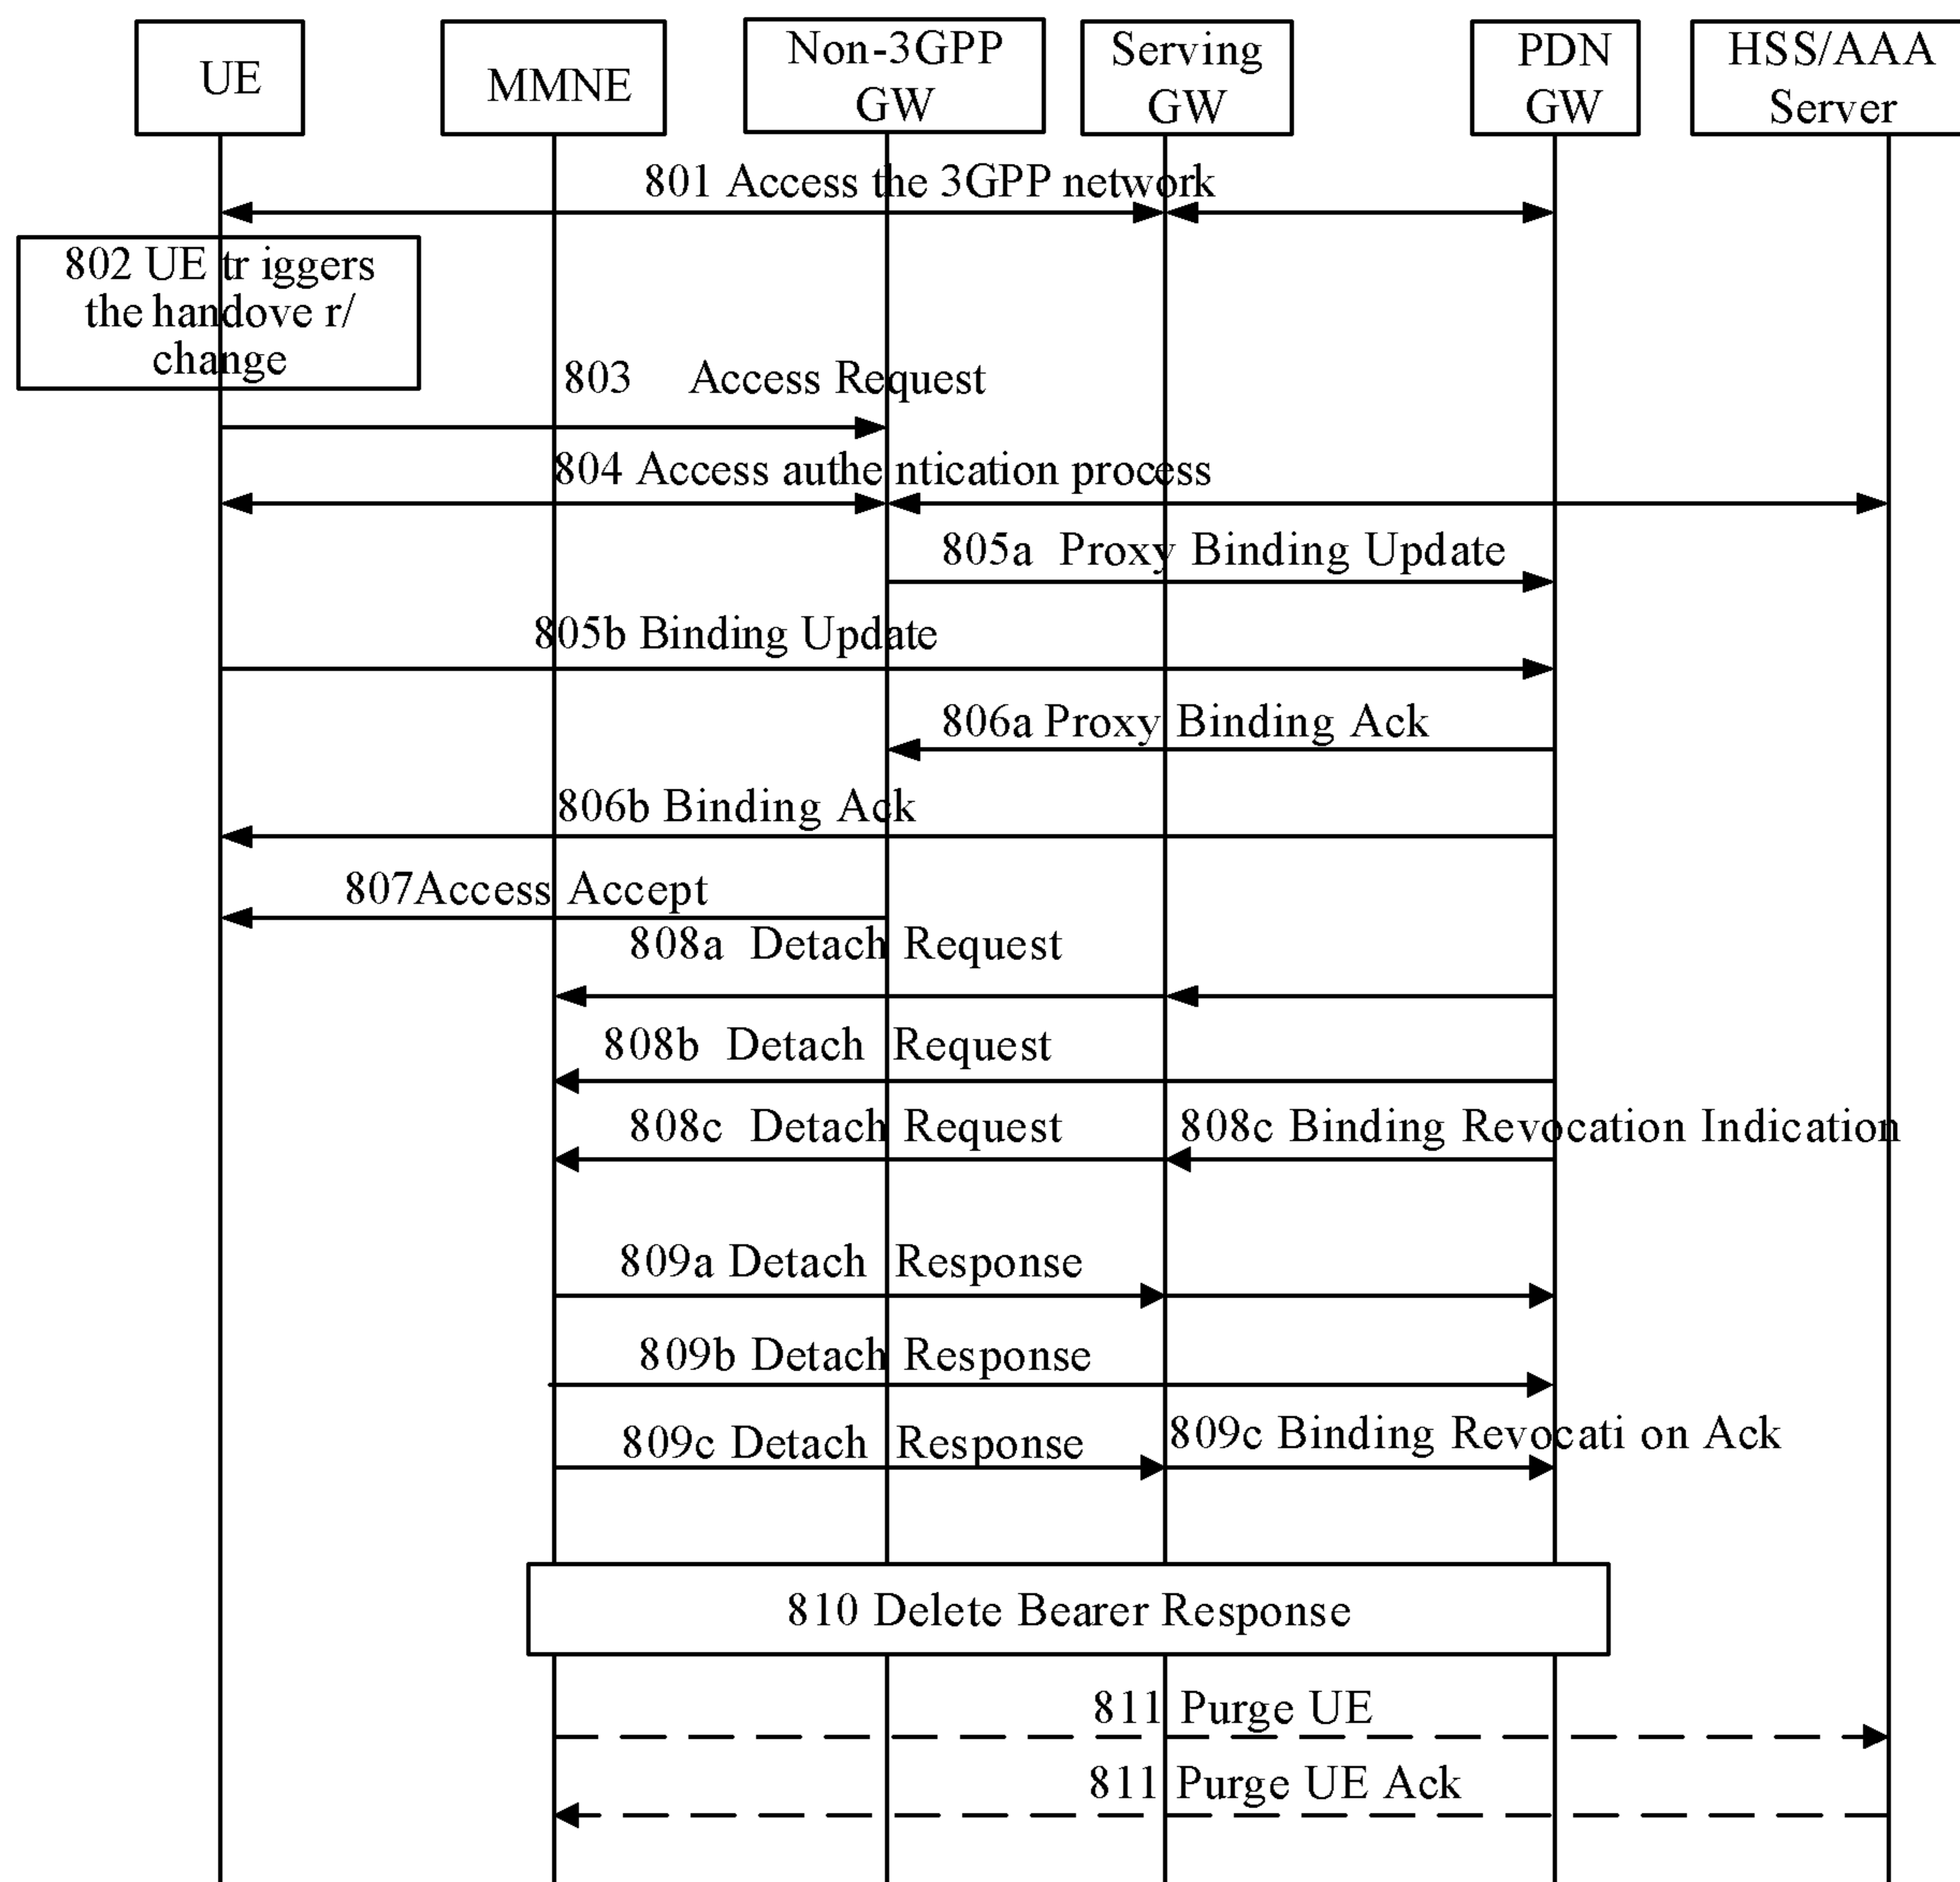 UE
MMNE
Non-3GPP
GW
Serving
GW
PDN
GW
HSS/AAA
Server
801 Access the 3GPP network
802 UE tr iggers
the handove r/
change
803 Access Request
804 Access authe ntication process
805a Proxy Binding Update
805b Binding Update
806a Proxy Binding Ack
806b Binding Ack
807Access Accept
808a Detach Request
808b Detach Request
808c Detach Request
808c Binding Revocation Indication
809a Detach Response
809b Detach Response
809c Detach Response
809c Binding Revocati on Ack
810 Delete Bearer Response
811 Purge UE
811 Purge UE Ack